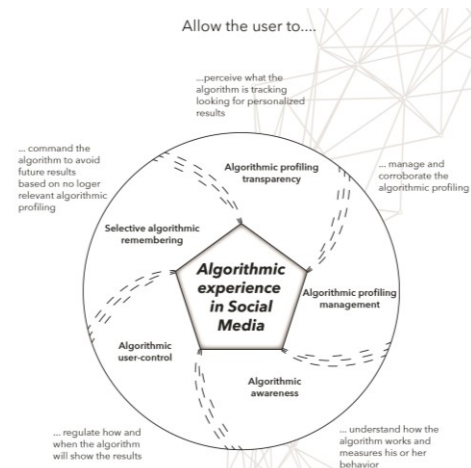 Allow the user to....
...perceive what the
algorithm is tracking
looking for personalized
results
... command the
algorithm to avoid
future results
based on no loger
relevant algorithmic
profiling
... manage and
corroborate the
algorithmic profiling
Algorithmic profiling
transparency
Selective algorithmic
remembering
Algorithmic
experience
in Social
Media
Algorithmic profiling
management
Algorithmic
user-control
Algorithmic
awareness
... regulate how and
when the algorithm
will show the results
... understand how the
algorithm works and
measures his or her
behavior